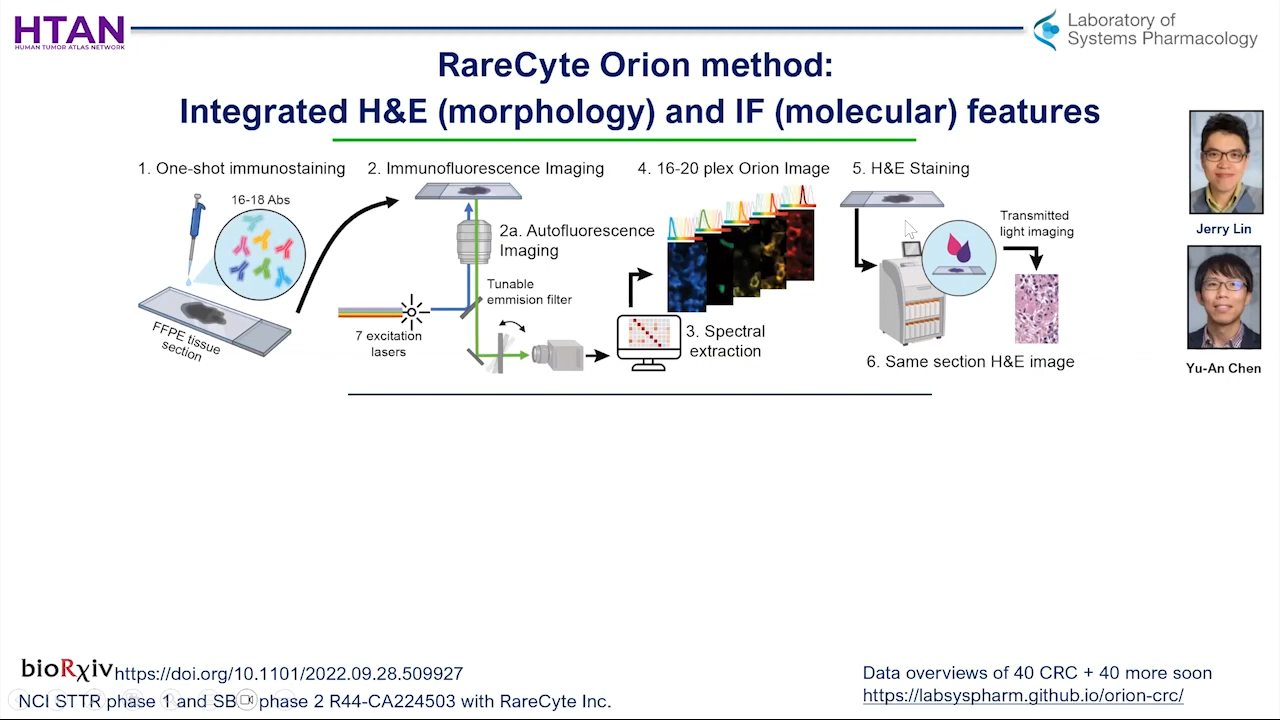 HTAN
HUMAN TUMOR ATLAS NETWORK
Laboratory of
Systems Pharmacology
RareCyte Orion method:
Integrated H&E (morphology) and IF (molecular) features
1. One-shot immunostaining
16-18 Abs
FFPE tissue
section
2. Immunofluorescence Imaging
2a. Autofluorescence
Imaging
Tunable
emmision filter
7 excitation
lasers
3. Spectral
extraction
4. 16-20 plex Orion Image
5. H&E Staining
Transmitted
light imaging
6. Same section H&E image
Jerry Lin
Yu-An Chen
bioRxiv https://doi.org/10.1101/2022.09.28.509927
NCI STTR phase 1 and SB phase 2 R44-CA224503 with RareCyte Inc.
Data overviews of 40 CRC + 40 more soon
https://labsyspharm.github.io/orion-crc/